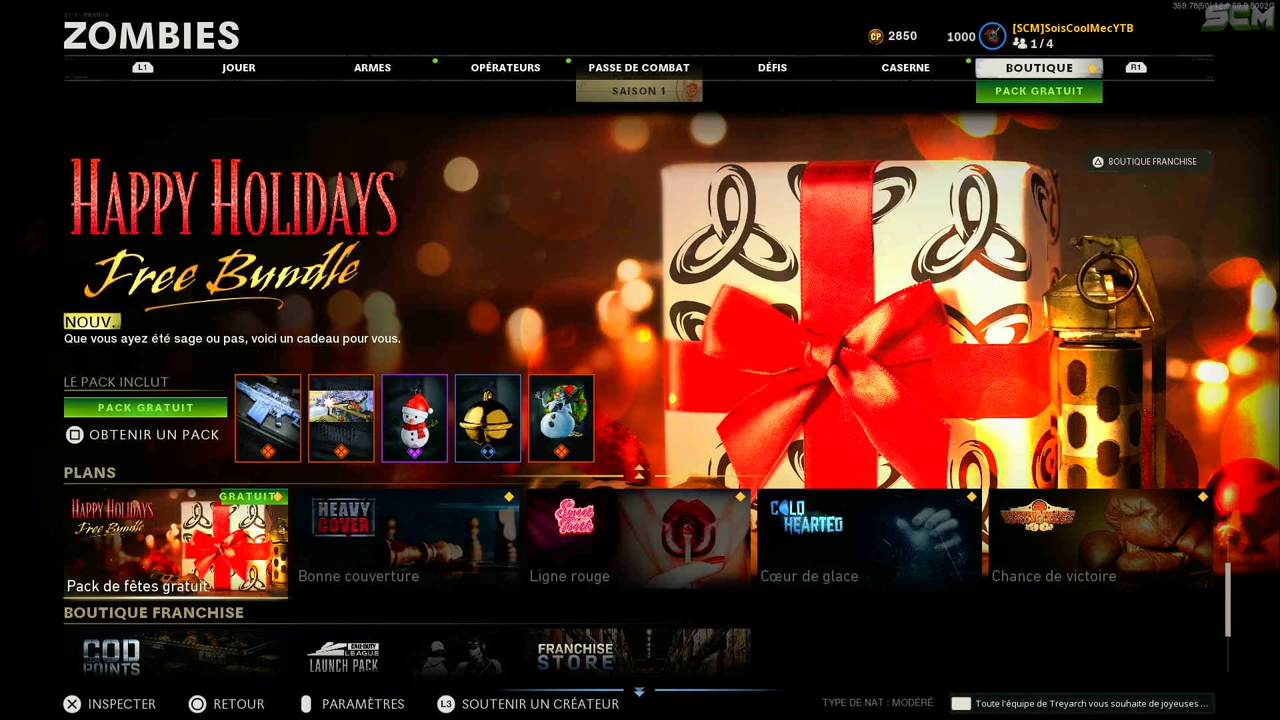 ZOMBIES
2850
1000
[SCM]SoisCoolMecYTB
1 / 4
SCM
L1
JOUER
ARMES
OPÉRATEURS
PASSE DE COMBAT
DÉFIS
CASERNE
BOUTIQUE
R1
SAISON 1
PACK GRATUIT
BOUTIQUE FRANCHISE
HAPPY HOLIDAYS
Free Bundle
NOUV.
Que vous ayez été sage ou pas, voici un cadeau pour vous.
LE PACK INCLUT
PACK GRATUIT
OBTENIR UN PACK
PLANS
GRATUIT
HAPPY HOLIDAYS
Free Bundle
Pack de fêtes gratuit
HEAVY COVER
Bonne couverture
Sweet Tooth
Ligne rouge
COLD HEARTED
Cœur de glace
Chance de victoire
BOUTIQUE FRANCHISE
COD POINTS
CALL OF DUTY LEAGUE
LAUNCH PACK
FRANCHISE STORE
INSPECTER
RETOUR
PARAMÈTRES
L3 SOUTENIR UN CRÉATEUR
TYPE DE NAT : MODÉRÉ
Toute l'équipe de Treyarch vous souhaite de joyeuses ...